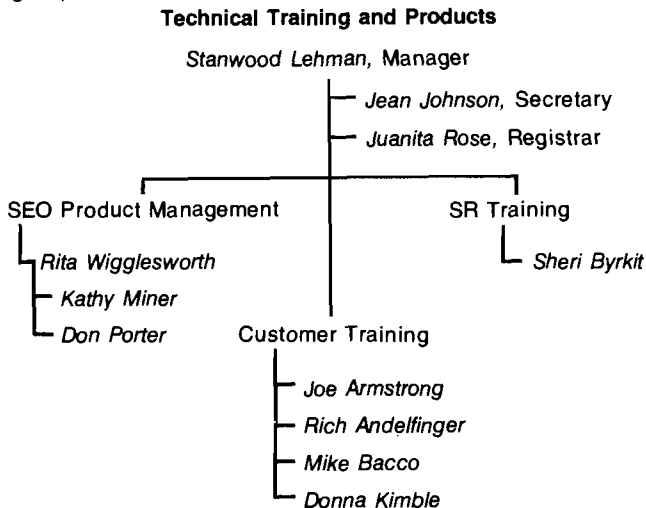 Technical Training and Products
Stanwood Lehman, Manager
Jean Johnson, Secretary
Juanita Rose, Registrar
SEO Product Management
SR Training
Rita Wigglesworth
Sheri Byrkit
Kathy Miner
Don Porter
Customer Training
Joe Armstrong
Rich Andelfinger
Mike Bacco
Donna Kimble